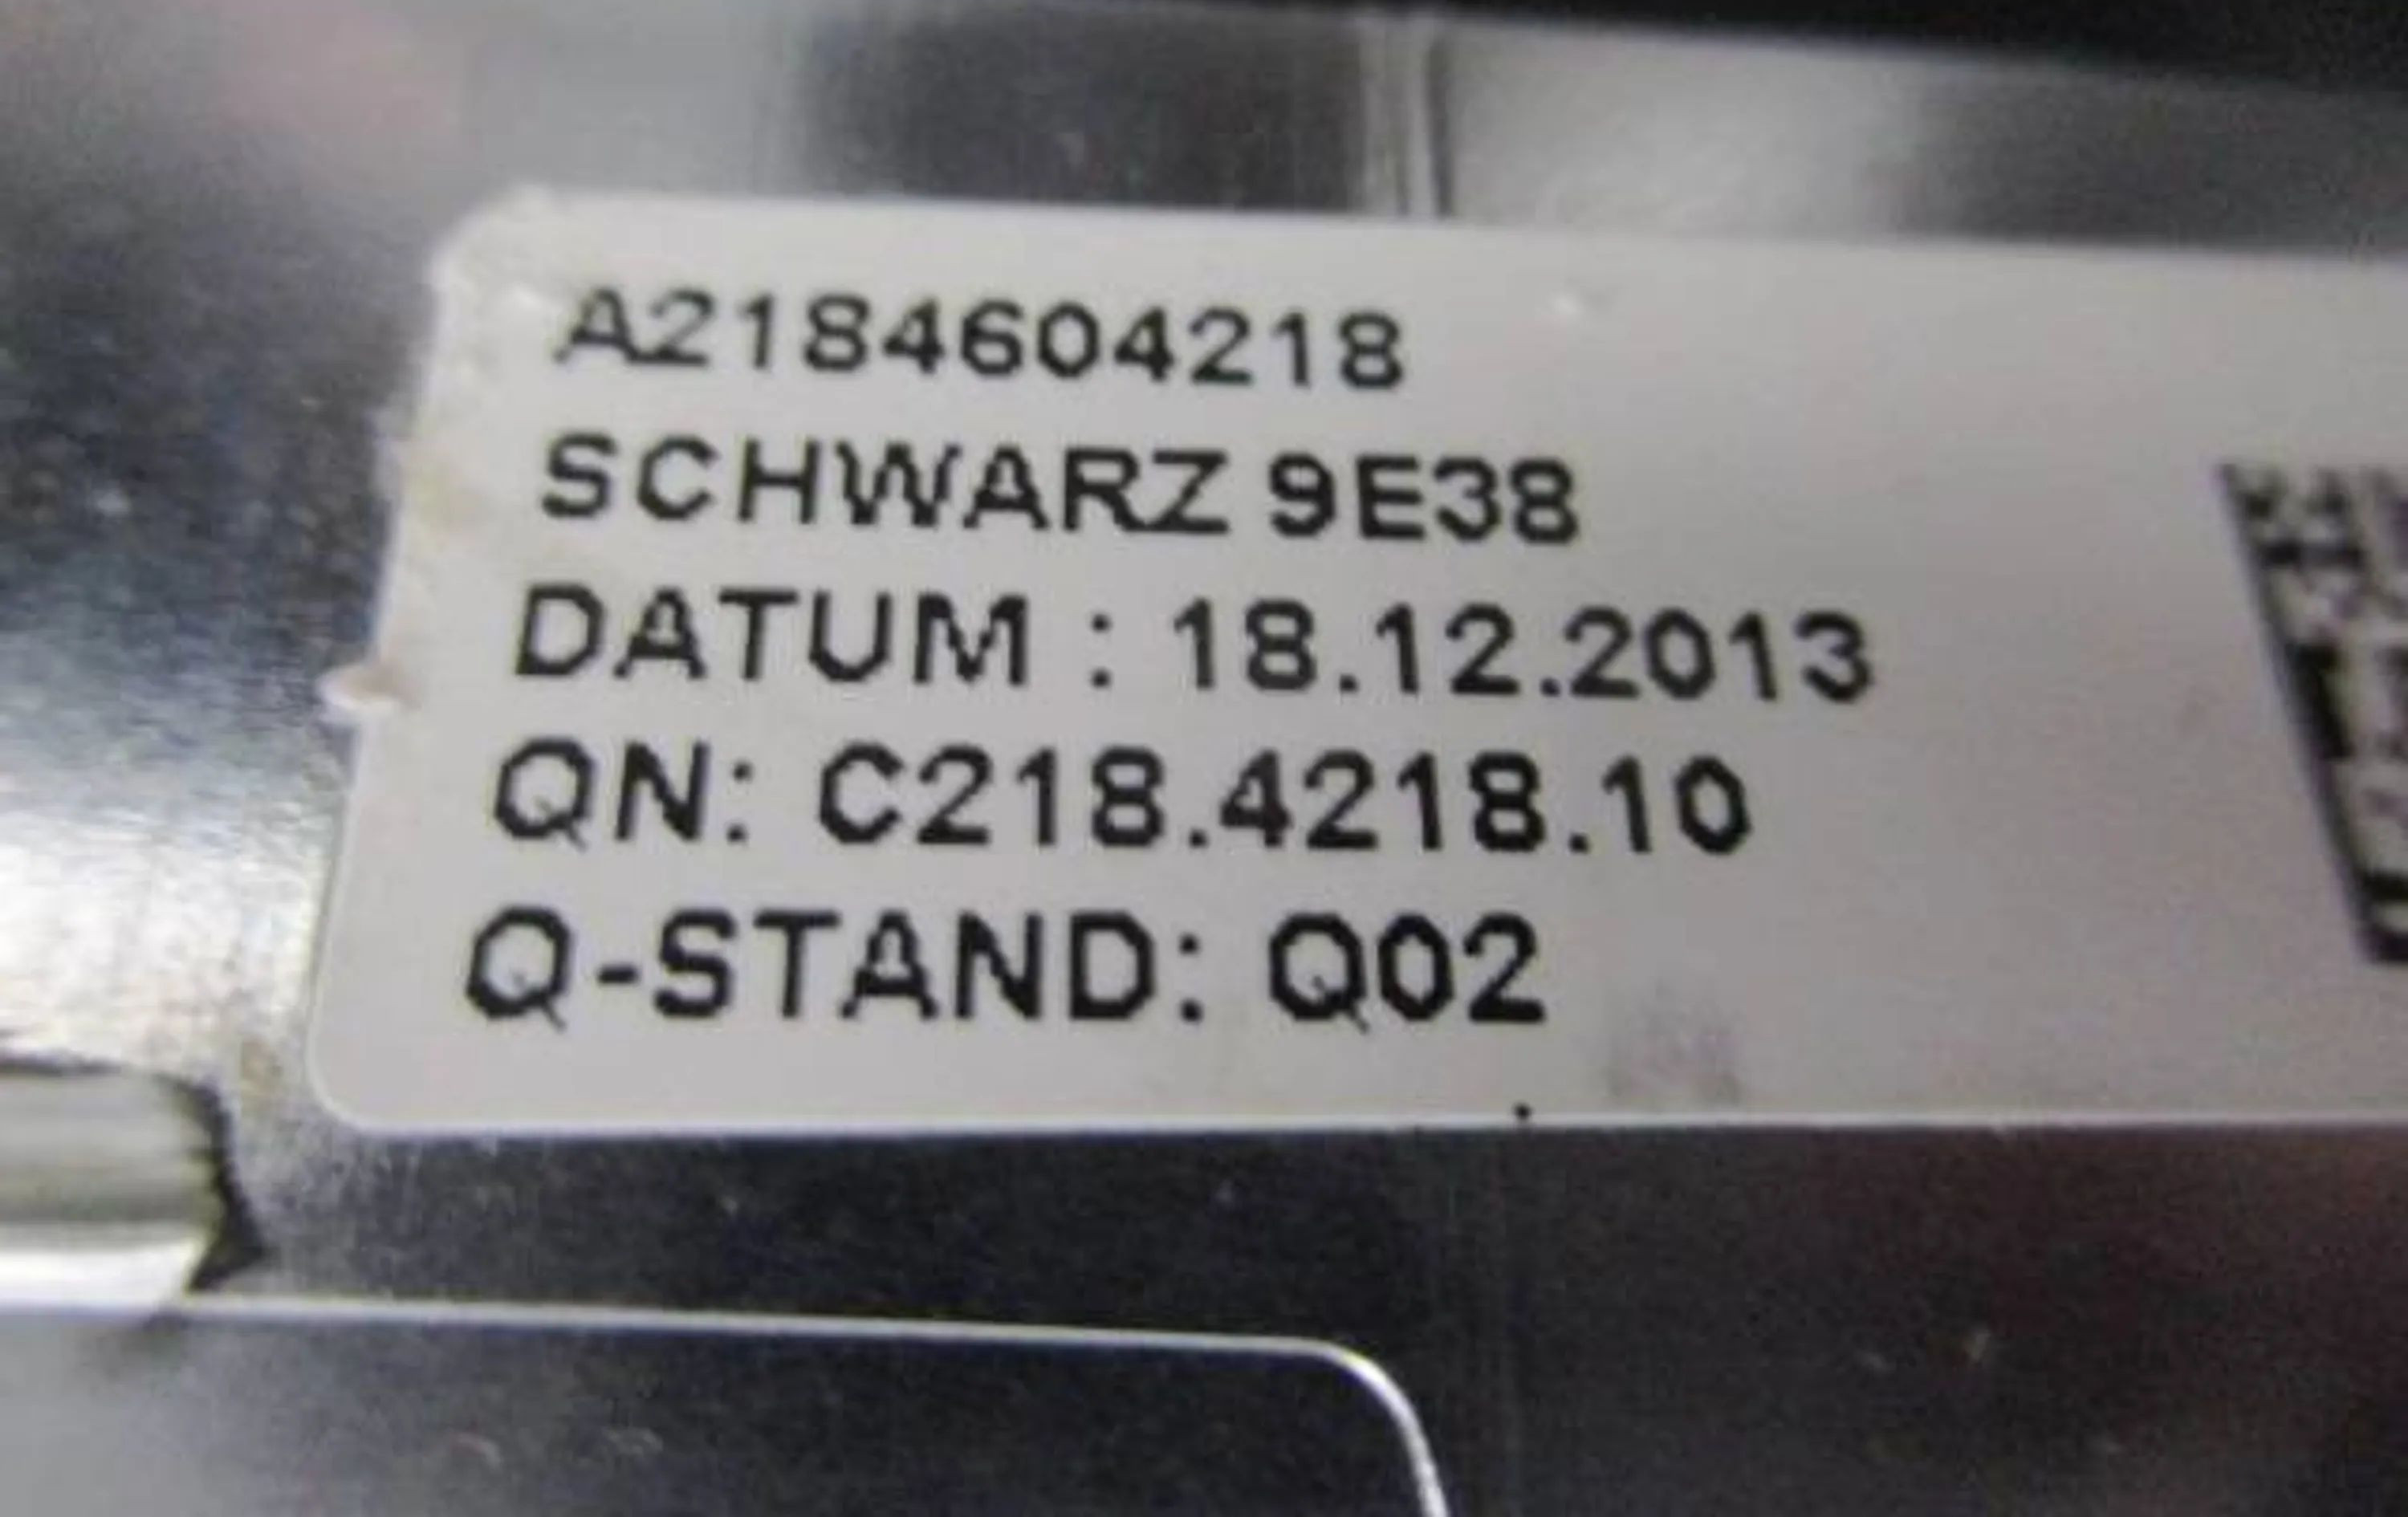 A2184604218
SCHWARZ 9E38
DATUM : 18.12.2013
QN: C218.4218.10
Q-STAND: Q02